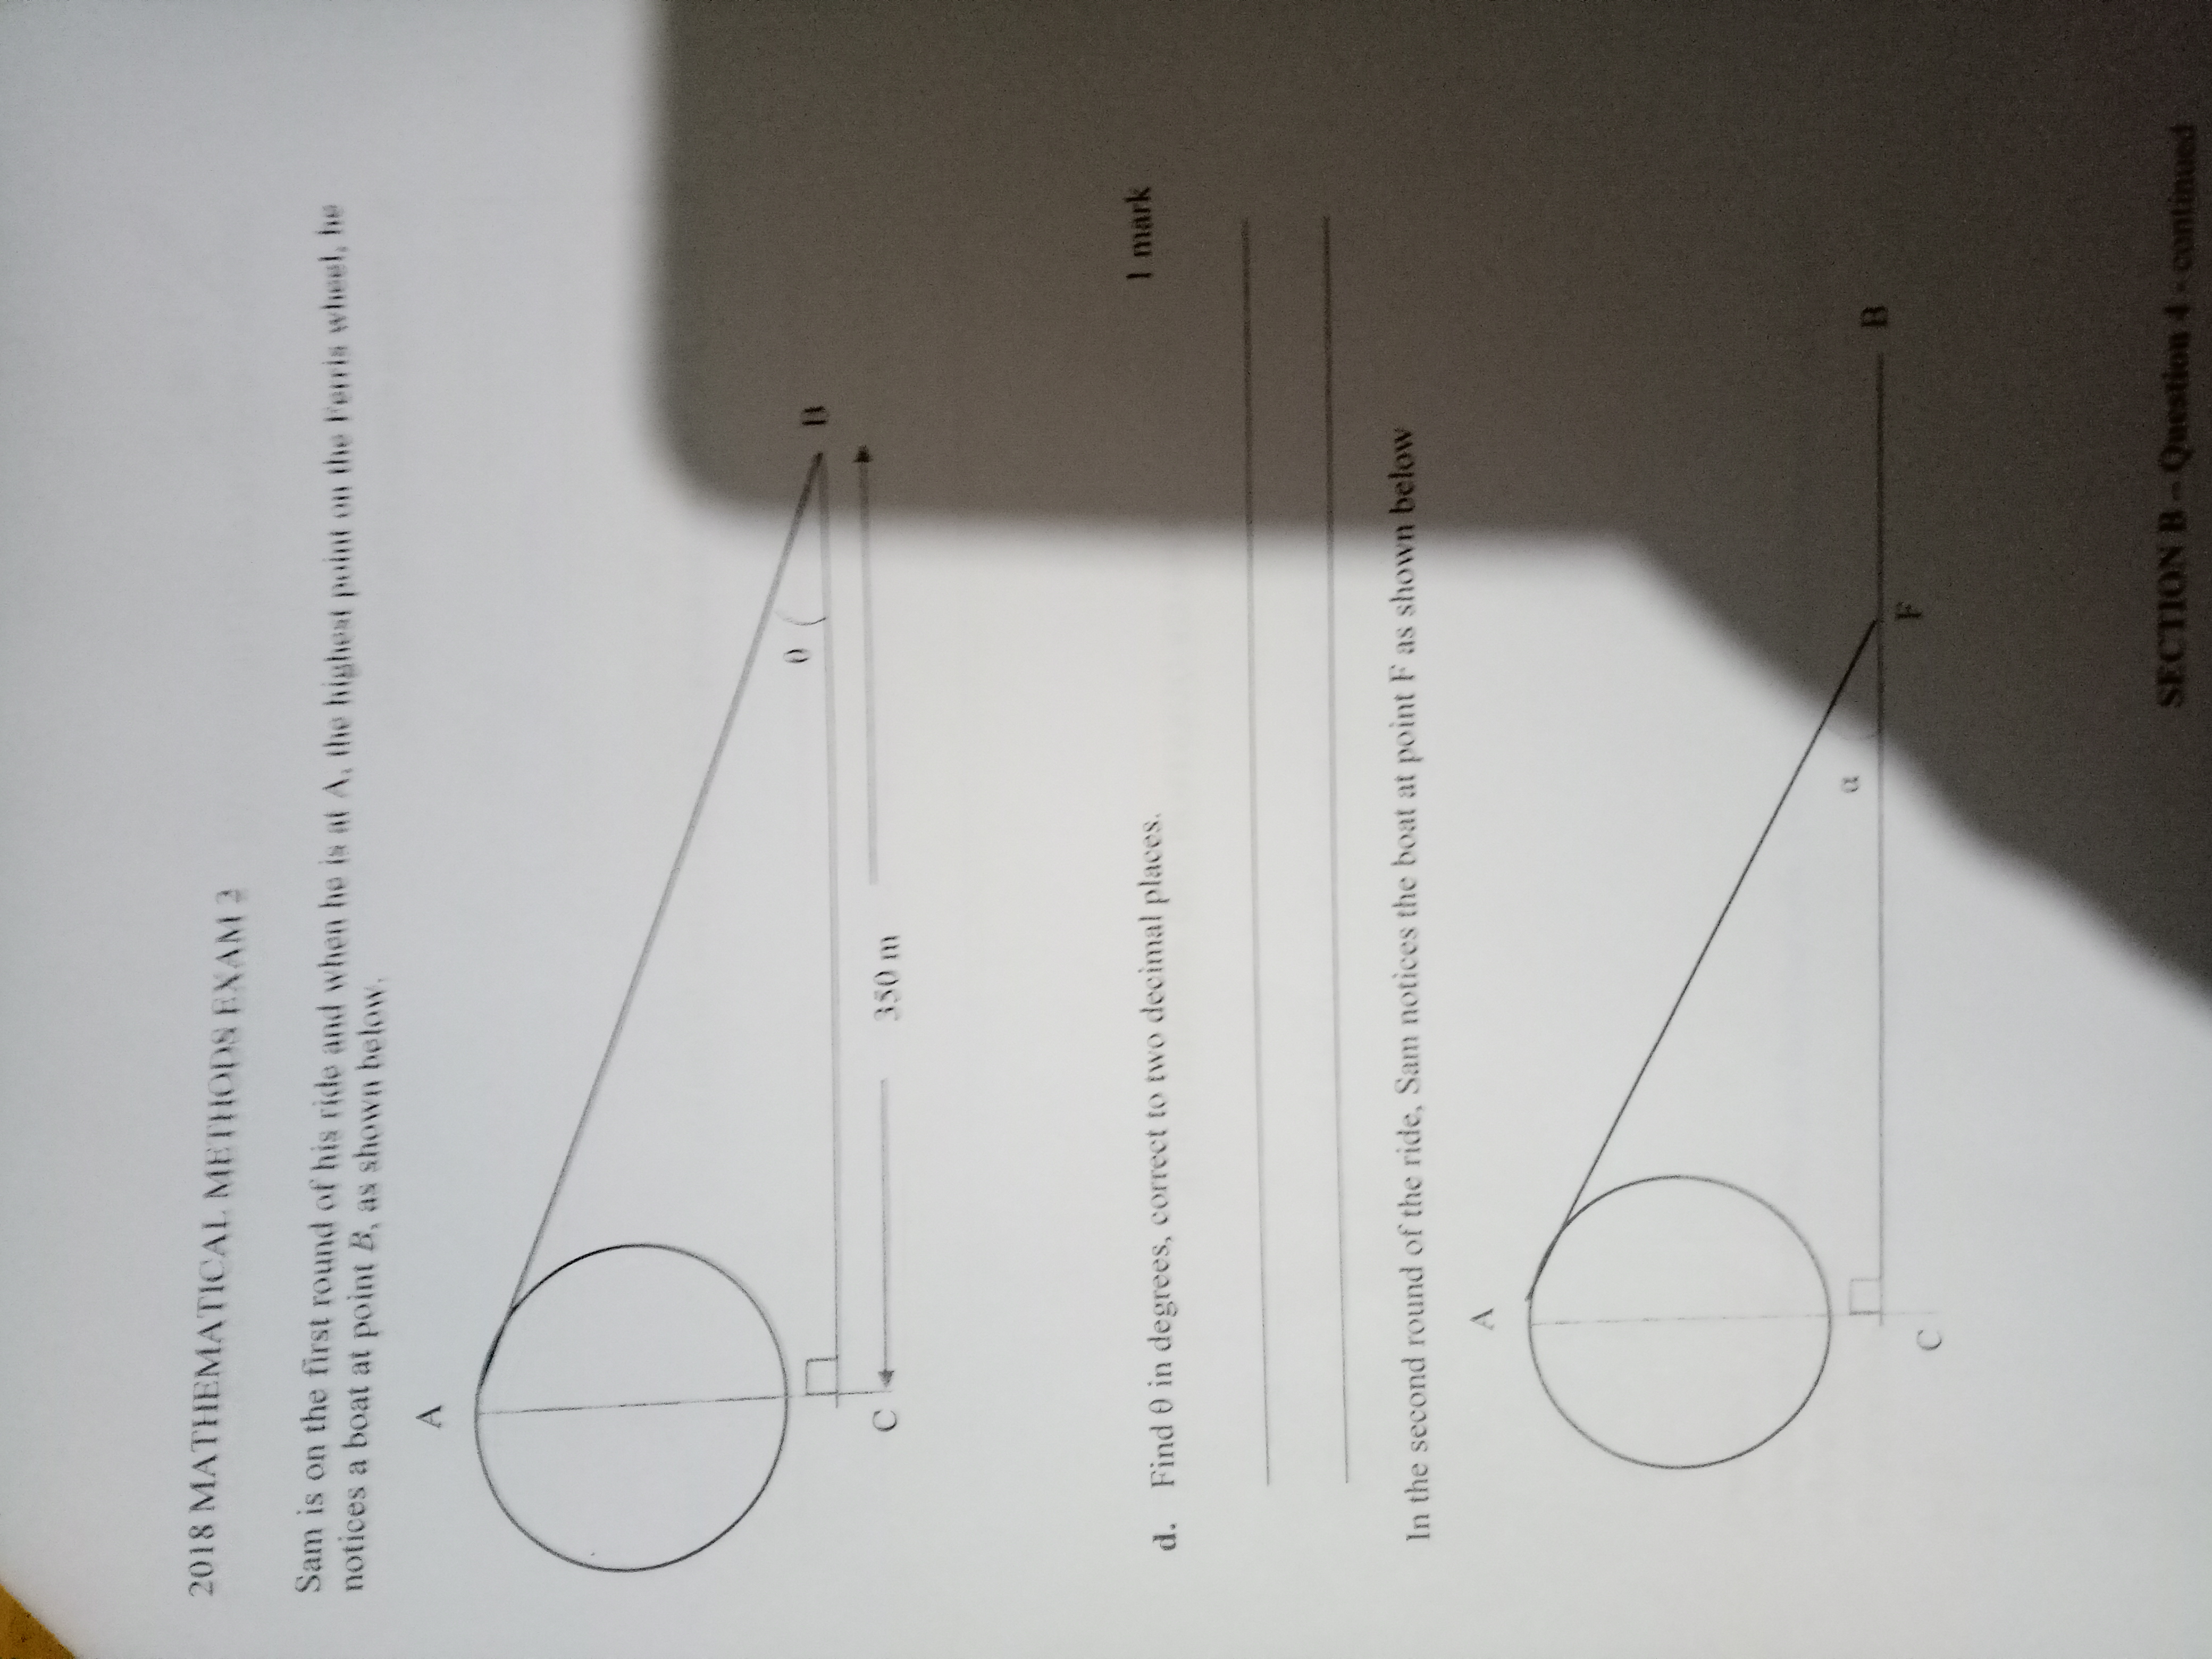 2018 MATHEMATICAL METHODS EXAM 2
Sam is on the first round of his ride and when he is at A, the highest point on the Ferris wheel, he
notices a boat at point B, as shown below.
A
θ
B
C
350 m
d. Find θ in degrees, correct to two decimal places.
1 mark
In the second round of the ride, Sam notices the boat at point F as shown below
A
α
C
F
B
SECTION B – Question 4 - continued